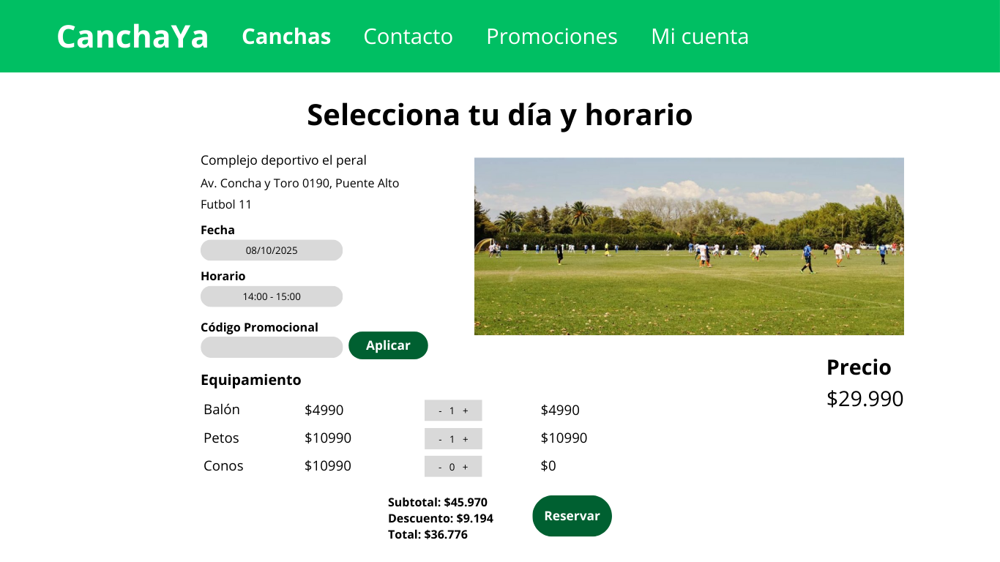 CanchaYa Canchas Contacto Promociones Mi cuenta
Selecciona tu día y horario
Complejo deportivo el peral
Av. Concha y Toro 0190, Puente Alto
Futbol 11
Fecha
08/10/2025
Horario
14:00 - 15:00
Código Promocional
Aplicar
Precio
$29.990
Equipamiento
Balón $4990 - 1 + $4990
Petos $10990 - 1 + $10990
Conos $10990 - 0 + $0
Subtotal: $45.970
Descuento: $9.194
Total: $36.776
Reservar